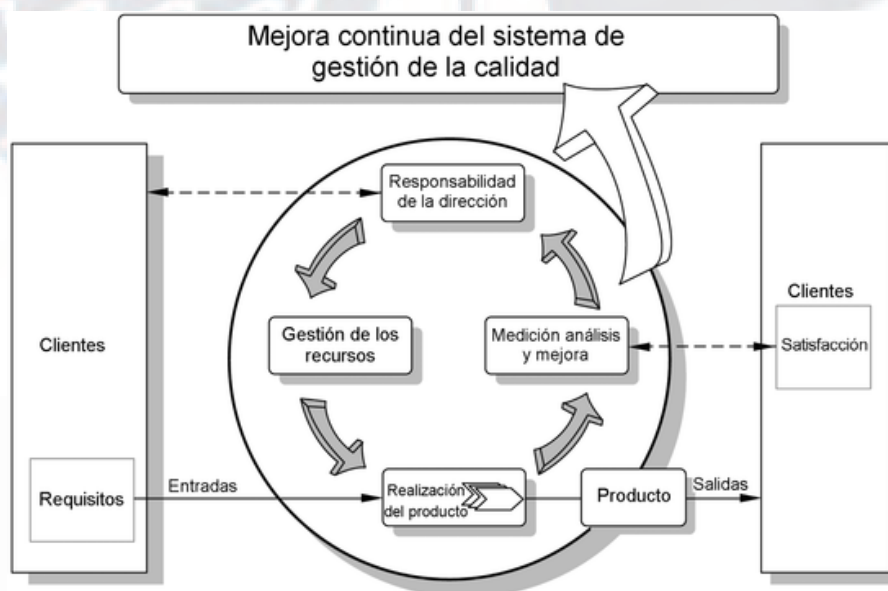 Mejora continua del sistema de
gestión de la calidad
Responsabilidad
de la dirección
Clientes
Gestión de los
recursos
Medición análisis
y mejora
Clientes
Satisfacción
Requisitos
Entradas
Realización
del producto
Producto
Salidas